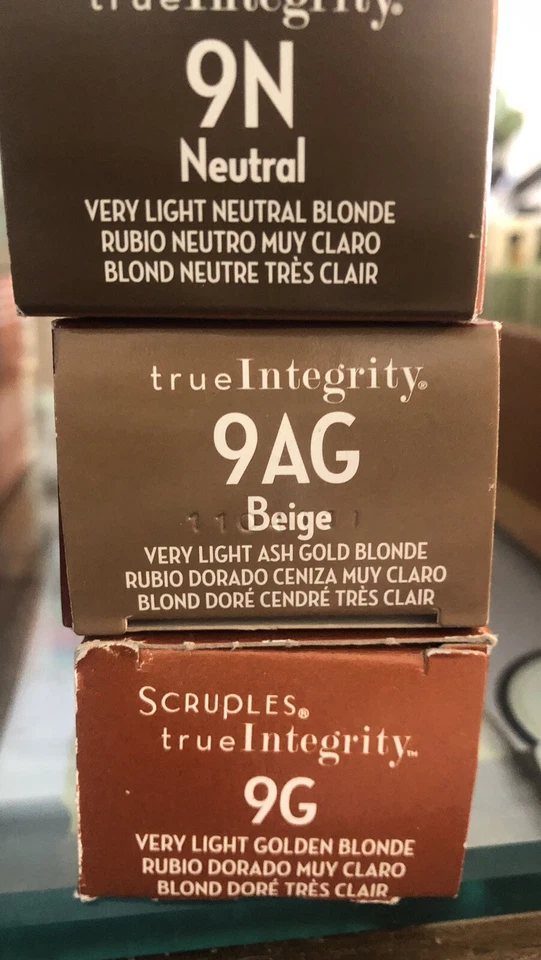 trueIntegrity®
9N
Neutral
VERY LIGHT NEUTRAL BLONDE
RUBIO NEUTRO MUY CLARO
BLOND NEUTRE TRÈS CLAIR
trueIntegrity®
9AG
Beige
VERY LIGHT ASH GOLD BLONDE
RUBIO DORADO CENIZA MUY CLARO
BLOND DORÉ CENDRÉ TRÈS CLAIR
SCRUPLES®
trueIntegrity™
9G
VERY LIGHT GOLDEN BLONDE
RUBIO DORADO MUY CLARO
BLOND DORÉ TRÈS CLAIR